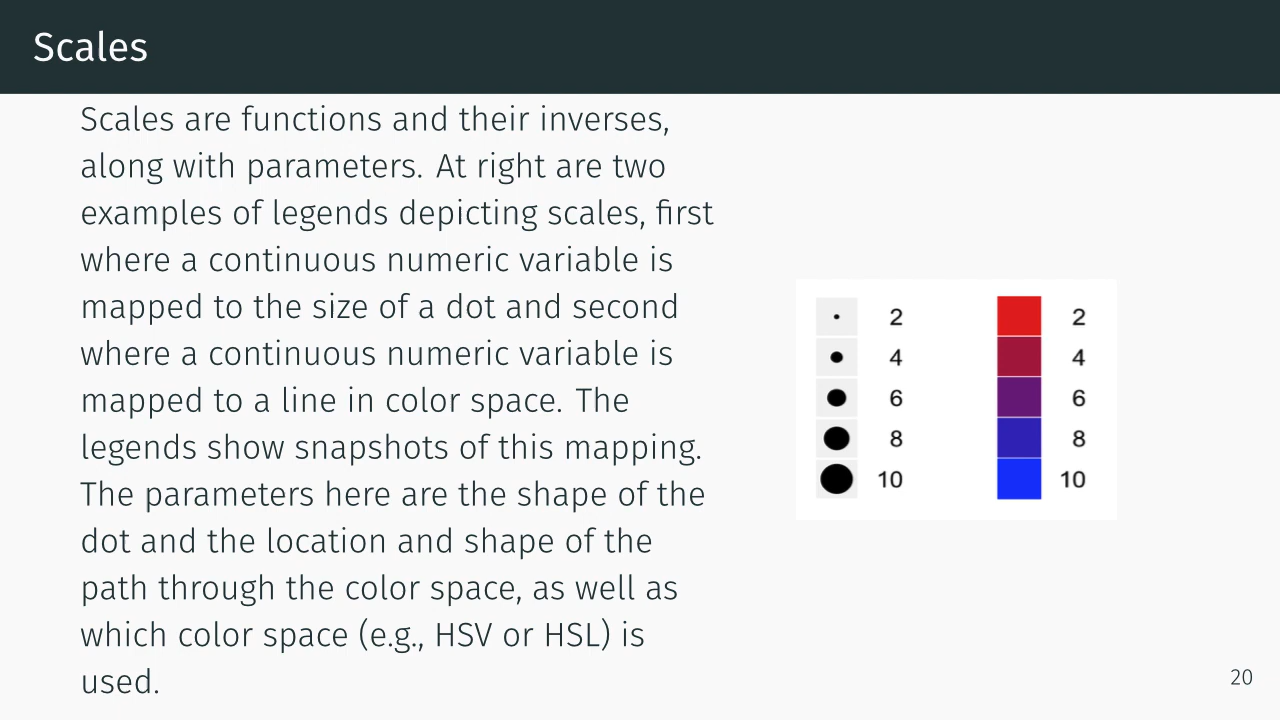 Scales
Scales are functions and their inverses,
along with parameters. At right are two
examples of legends depicting scales, first
where a continuous numeric variable is
mapped to the size of a dot and second
where a continuous numeric variable is
mapped to a line in color space. The
legends show snapshots of this mapping.
The parameters here are the shape of the
dot and the location and shape of the
path through the color space, as well as
which color space (e.g., HSV or HSL) is
used.
2
4
6
8
10
2
4
6
8
10
20